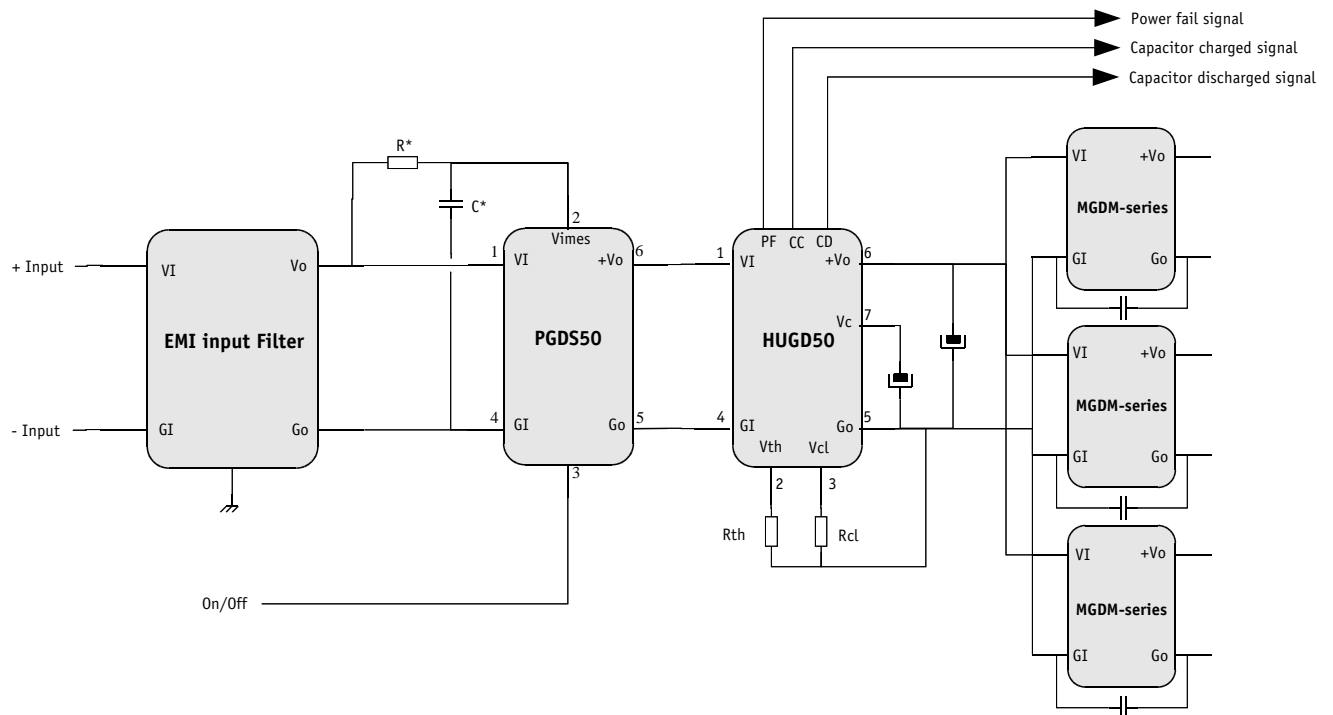 Power fail signal
Capacitor charged signal
Capacitor discharged signal
R*
C*
+ Input
- Input
VI
Vo
EMI input Filter
GI
Go
2
Vimes
1
VI
+Vo
6
PGDS50
4
GI
Go
5
3
On/Off
PF CC CD
1
VI
+Vo
6
Vc
7
HUGD50
4
GI
Go
5
Vth
Vcl
2
3
Rth
Rcl
VI
+Vo
MGDM-series
GI
Go
VI
+Vo
MGDM-series
GI
Go
VI
+Vo
MGDM-series
GI
Go